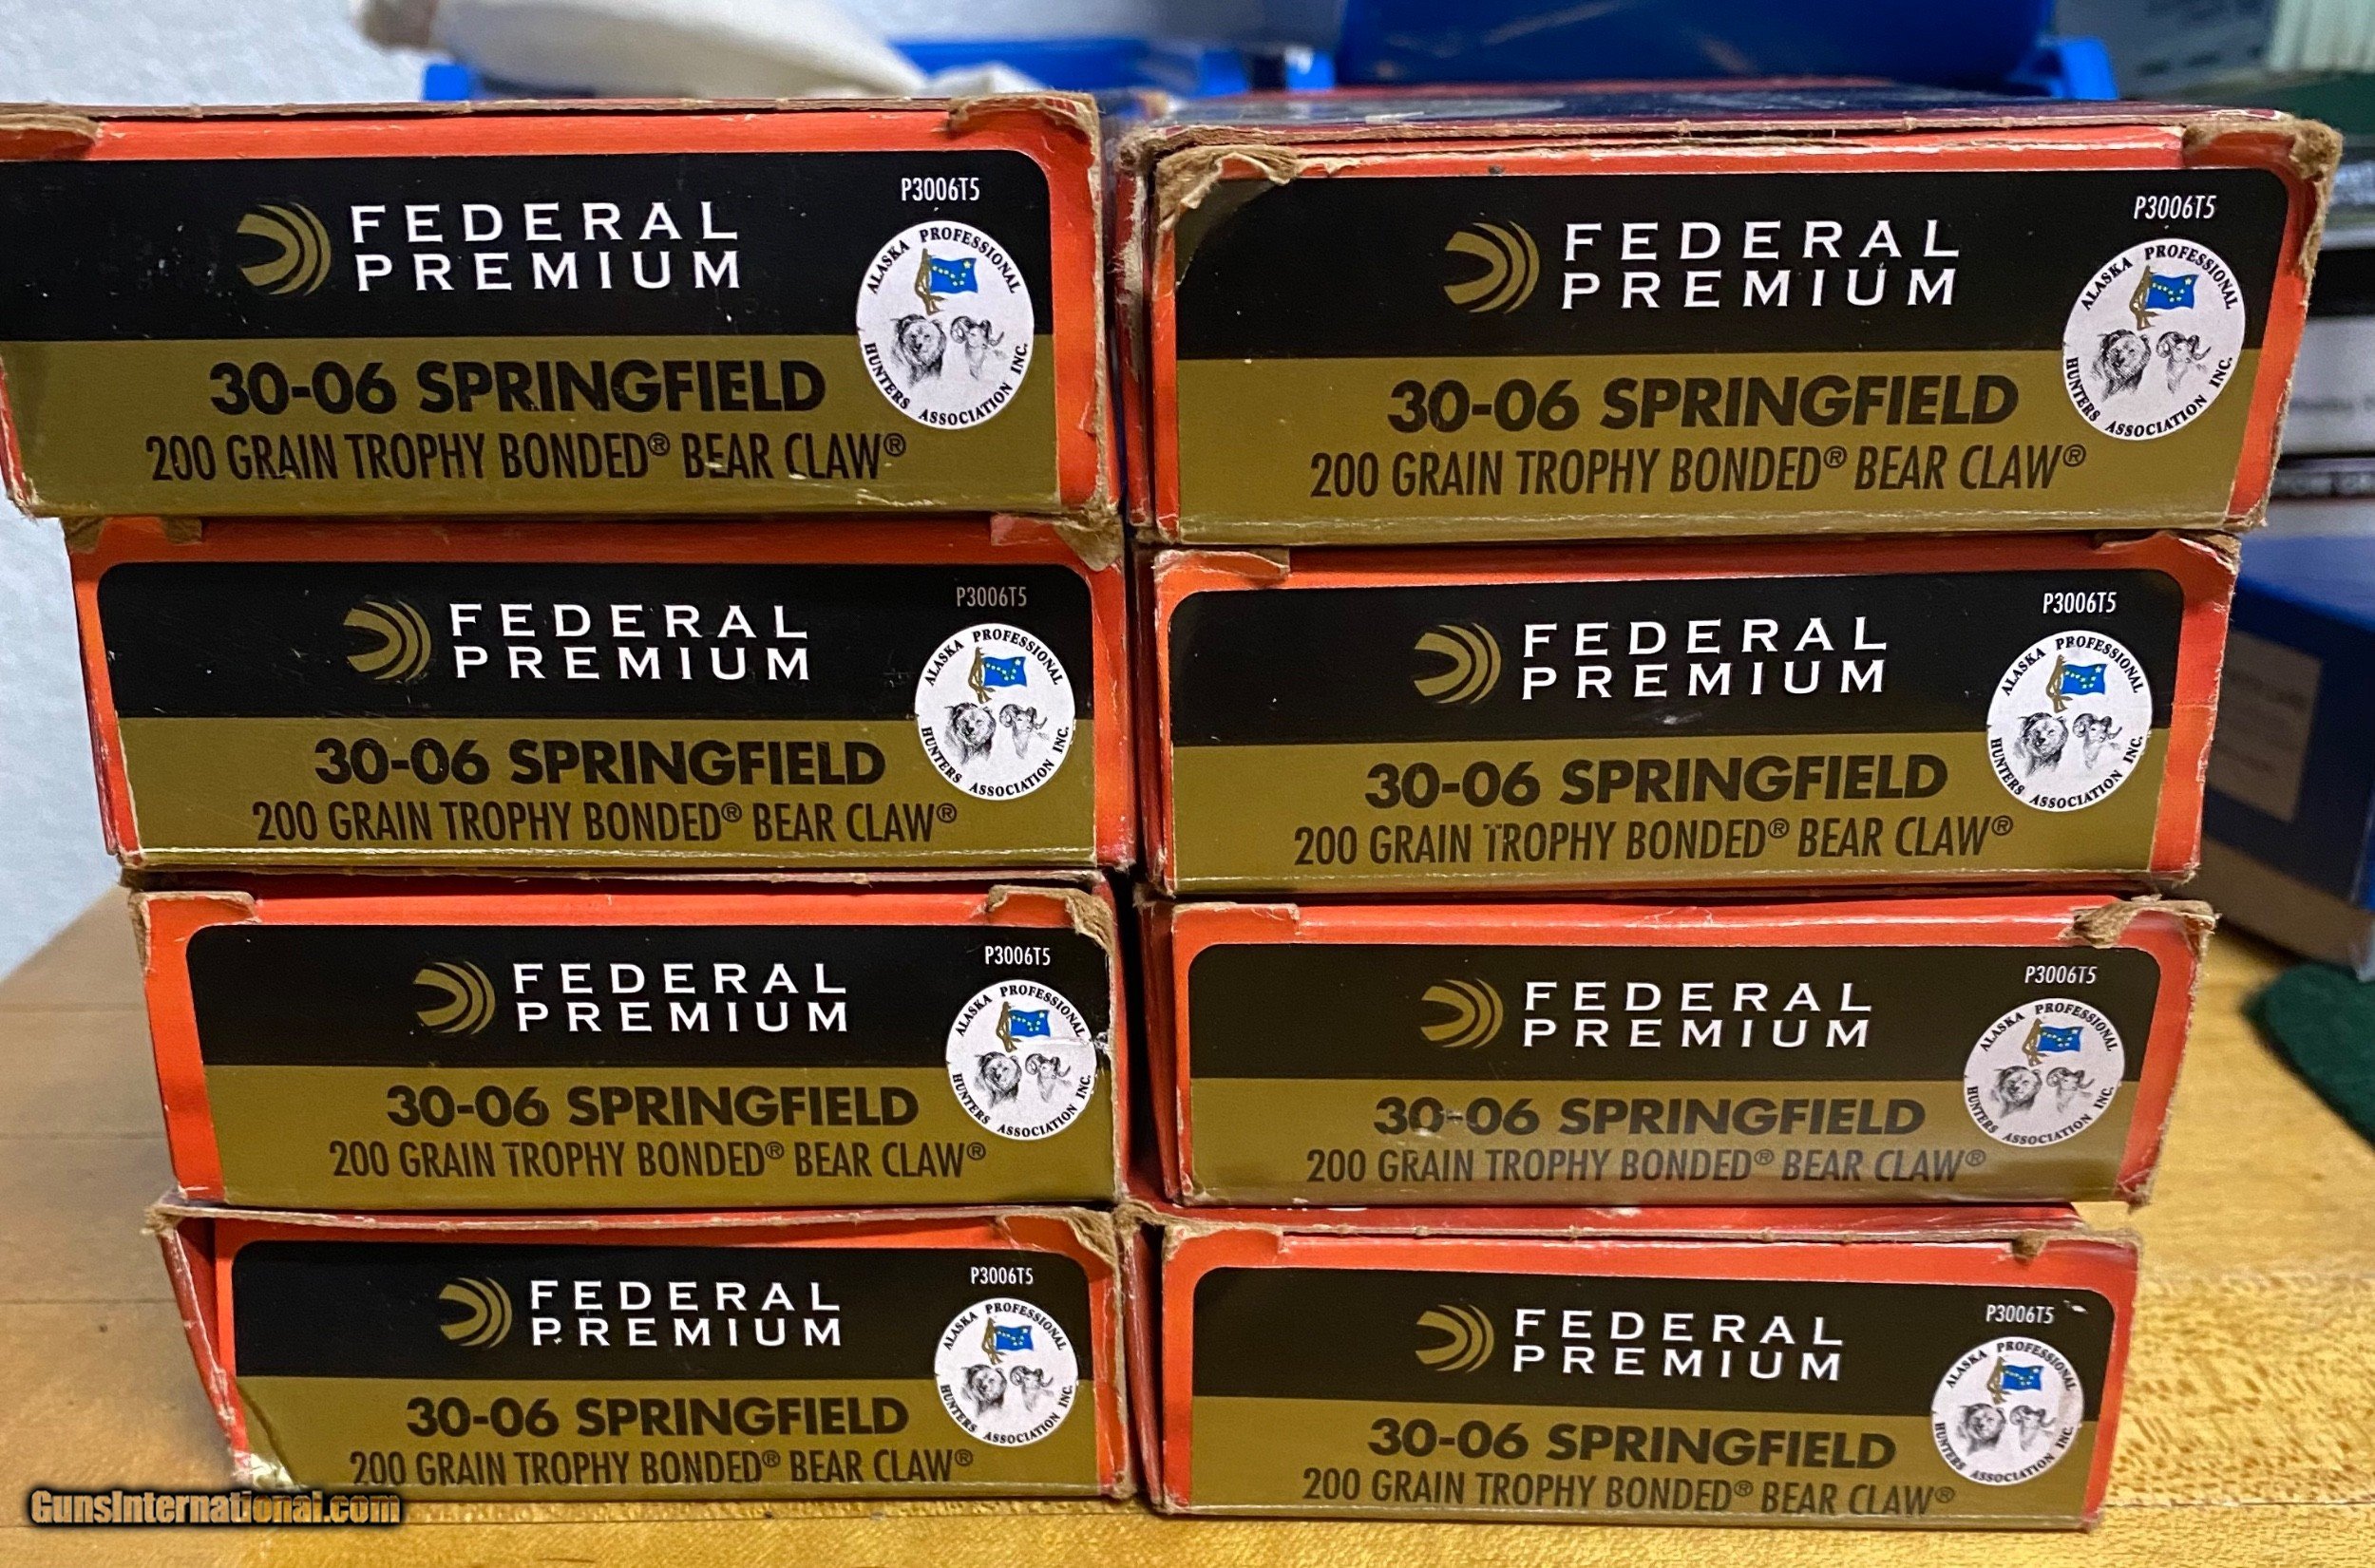 P3006T5
FEDERAL
PREMIUM
ALASKA PROFESSIONAL
HUNTERS ASSOCIATION INC.
30-06 SPRINGFIELD
200 GRAIN TROPHY BONDED® BEAR CLAW®
P3006T5
FEDERAL
PREMIUM
ALASKA PROFESSIONAL
HUNTERS ASSOCIATION INC.
30-06 SPRINGFIELD
200 GRAIN TROPHY BONDED® BEAR CLAW®
P3006T5
FEDERAL
PREMIUM
ALASKA PROFESSIONAL
HUNTERS ASSOCIATION INC.
30-06 SPRINGFIELD
200 GRAIN TROPHY BONDED® BEAR CLAW®
P3006T5
FEDERAL
PREMIUM
ALASKA PROFESSIONAL
HUNTERS ASSOCIATION INC.
30-06 SPRINGFIELD
200 GRAIN TROPHY BONDED® BEAR CLAW®
P3006T5
FEDERAL
PREMIUM
ALASKA PROFESSIONAL
HUNTERS ASSOCIATION INC.
30-06 SPRINGFIELD
200 GRAIN TROPHY BONDED® BEAR CLAW®
P3006T5
FEDERAL
PREMIUM
ALASKA PROFESSIONAL
HUNTERS ASSOCIATION INC.
30-06 SPRINGFIELD
200 GRAIN TROPHY BONDED® BEAR CLAW®
P3006T5
FEDERAL
PREMIUM
ALASKA PROFESSIONAL
HUNTERS ASSOCIATION INC.
30-06 SPRINGFIELD
200 GRAIN TROPHY BONDED® BEAR CLAW®
P3006T5
FEDERAL
PREMIUM
ALASKA PROFESSIONAL
HUNTERS ASSOCIATION INC.
30-06 SPRINGFIELD
200 GRAIN TROPHY BONDED® BEAR CLAW®
GunsInternational.com